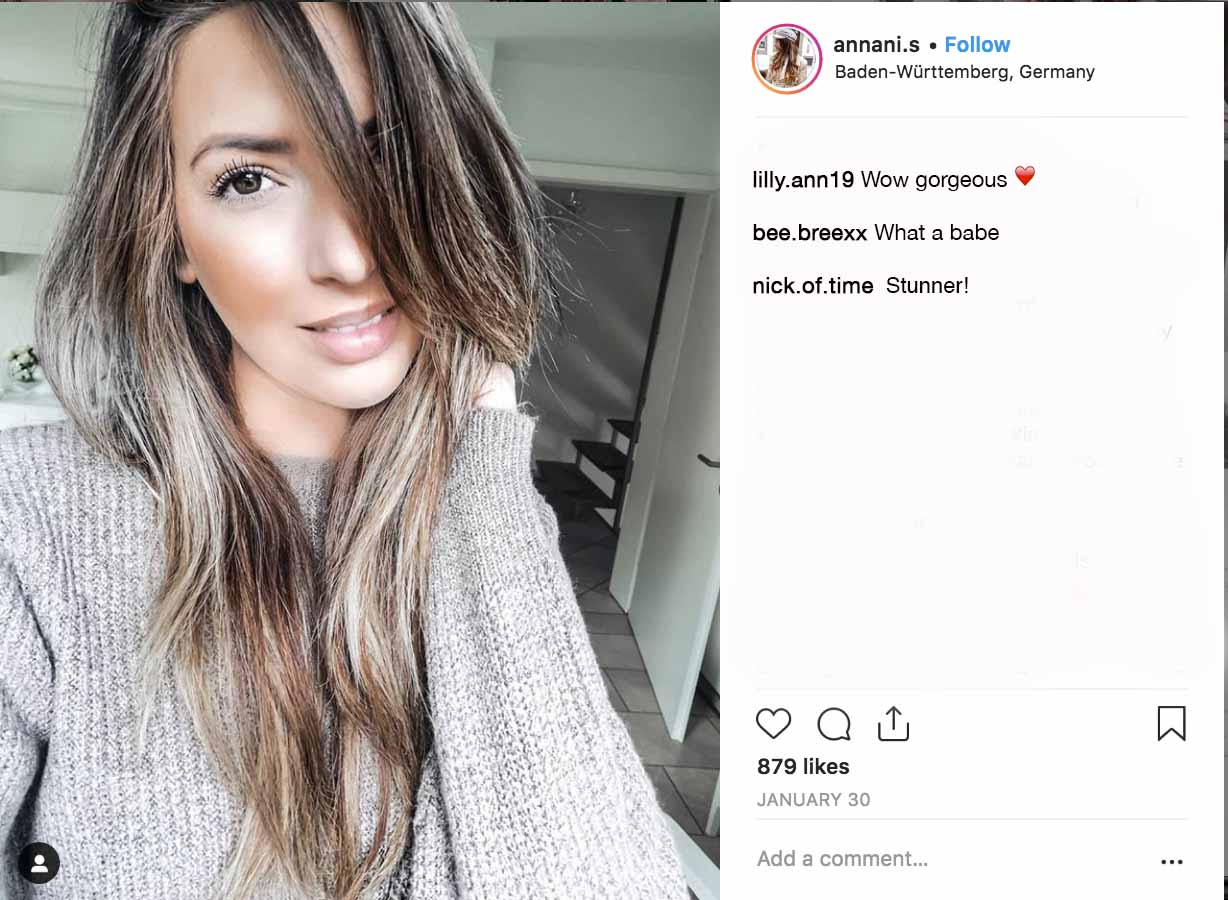 annani.s • Follow
Baden-Württemberg, Germany
lilly.ann19 Wow gorgeous ❤️
bee.breexx What a babe
nick.of.time Stunner!
879 likes
JANUARY 30
Add a comment...